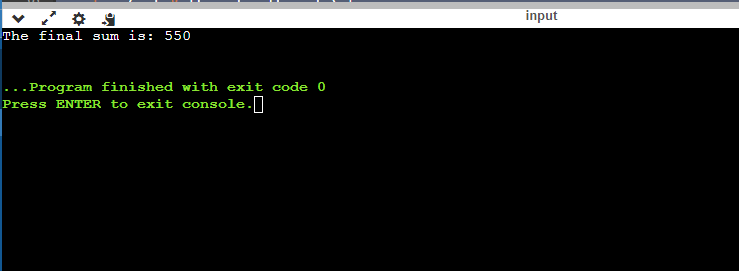 input
The final sum is: 550
...Program finished with exit code 0
Press ENTER to exit console.